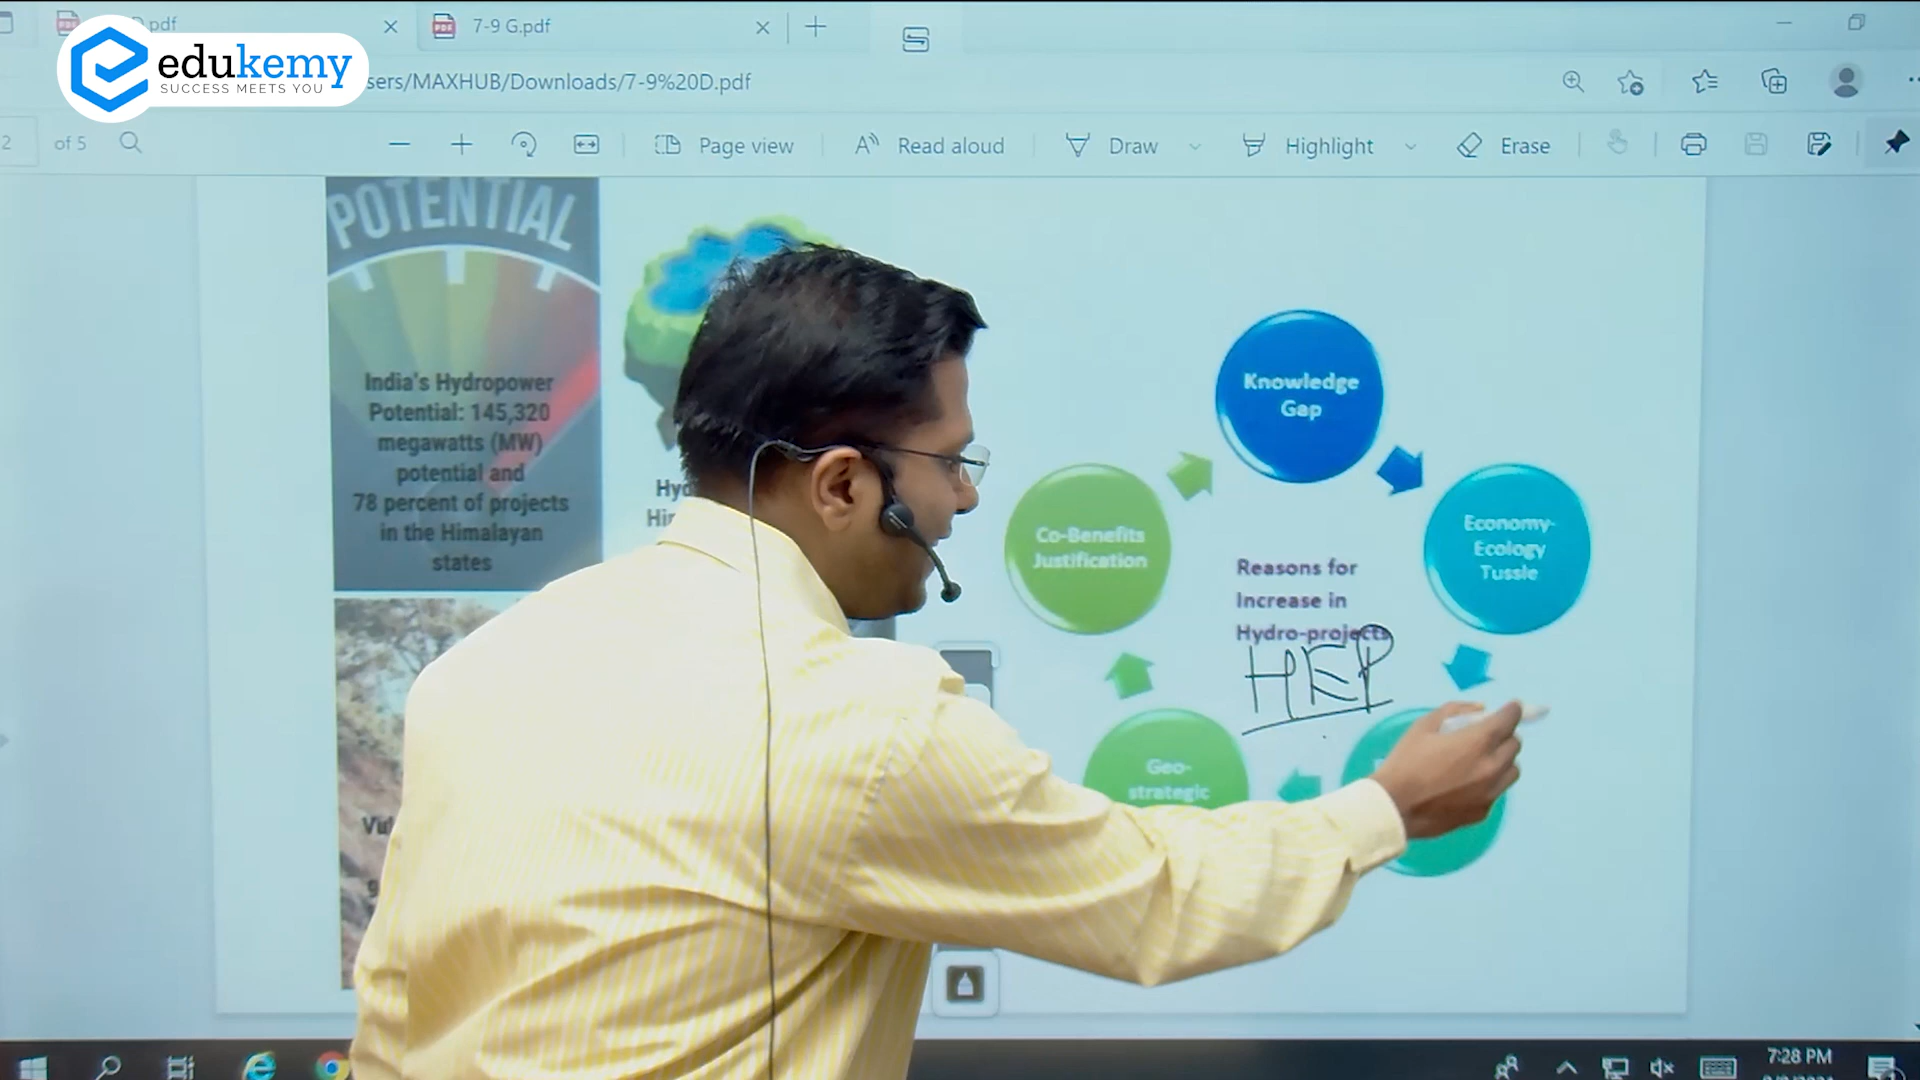 .pdf
7-9 G.pdf
edukemy
SUCCESS MEETS YOU
sers/MAXHUB/Downloads/7-9%20D.pdf
2 of 5
Page view
Read aloud
Draw
Highlight
Erase
POTENTIAL
India's Hydropower
Potential: 145,320
megawatts (MW)
potential and
78 percent of projects
in the Himalayan
states
Knowledge
Gap
Economy-
Ecology
Tussle
Co-Benefits
Justification
Reasons for
Increase in
Hydro-projects
HEP
Geo-
strategic
7:28 PM